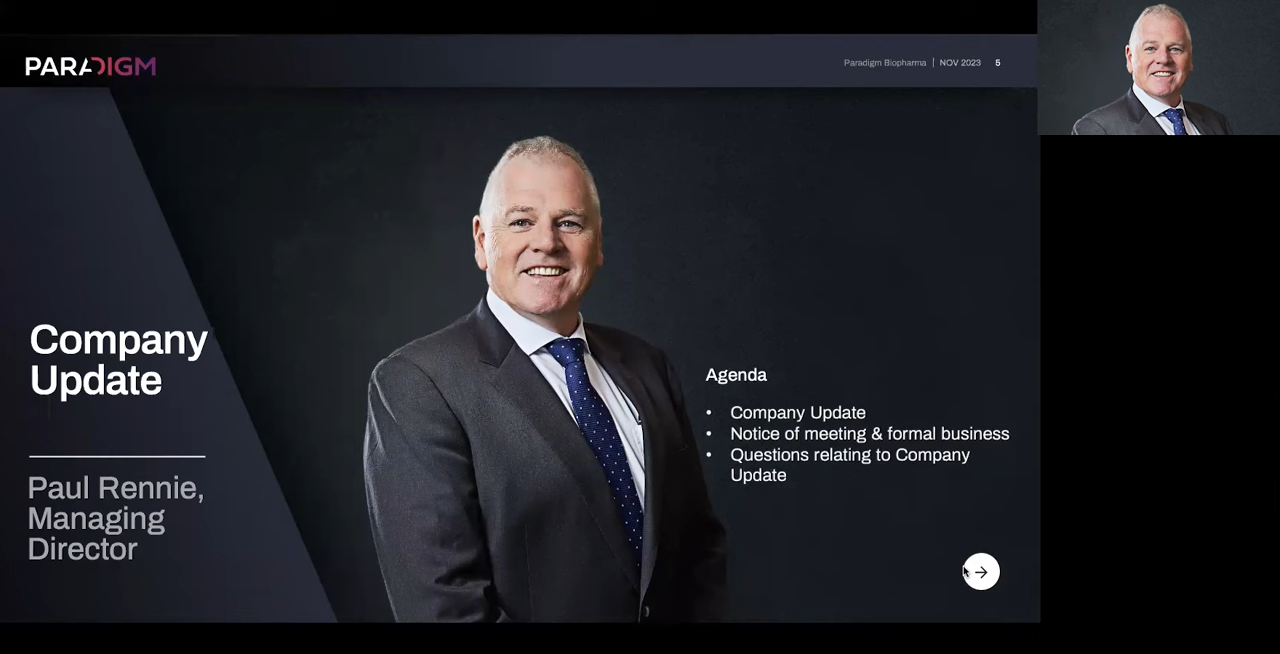 PARADIGM
Paradigm Biopharma | NOV 2023 5
Company
Update
Paul Rennie,
Managing
Director
Agenda
• Company Update
• Notice of meeting & formal business
• Questions relating to Company
Update